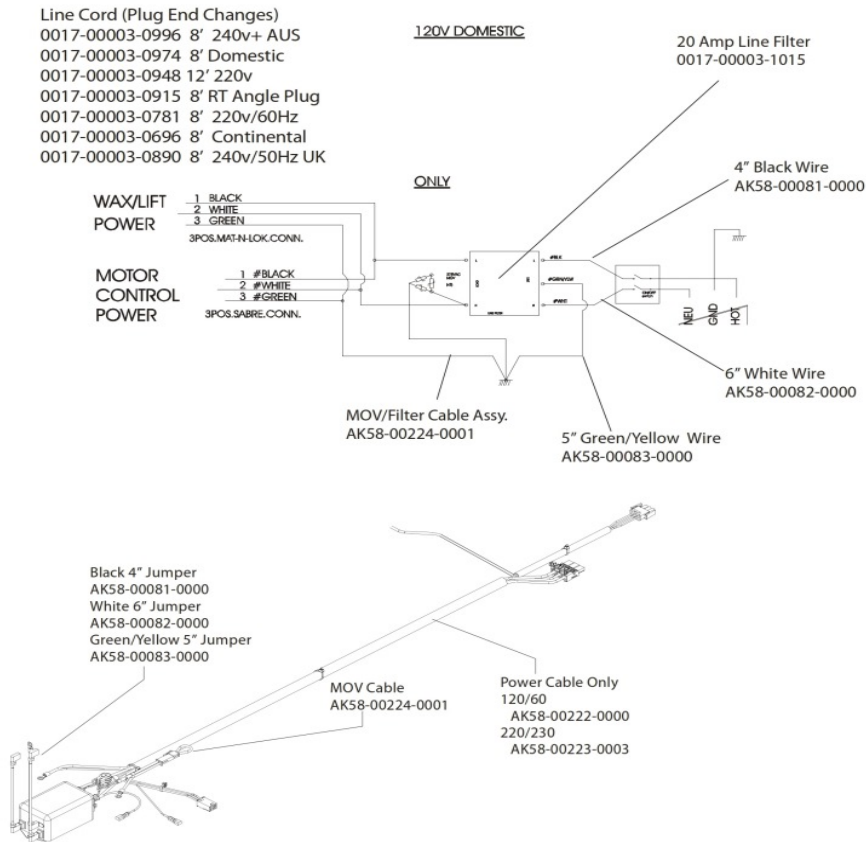 Line Cord (Plug End Changes)
0017-00003-0996 8' 240v+ AUS
0017-00003-0974 8' Domestic
0017-00003-0948 12' 220v
0017-00003-0915 8' RT Angle Plug
0017-00003-0781 8' 220v/60Hz
0017-00003-0696 8' Continental
0017-00003-0890 8' 240v/50Hz UK
120V DOMESTIC
20 Amp Line Filter
0017-00003-1015
ONLY
4" Black Wire
AK58-00081-0000
WAX/LIFT
POWER
1 BLACK
2 WHITE
3 GREEN
3POS.MAT-N-LOK.CONN.
MOTOR
CONTROL
POWER
1 #BLACK
2 #WHITE
3 #GREEN
3POS.SABRE.CONN.
#BLK
#GRN/YOW
#WHT
NEU
GND
HOT
6" White Wire
AK58-00082-0000
MOV/Filter Cable Assy.
AK58-00224-0001
5" Green/Yellow Wire
AK58-00083-0000
Black 4" Jumper
AK58-00081-0000
White 6" Jumper
AK58-00082-0000
Green/Yellow 5" Jumper
AK58-00083-0000
MOV Cable
AK58-00224-0001
Power Cable Only
120/60
AK58-00222-0000
220/230
AK58-00223-0003